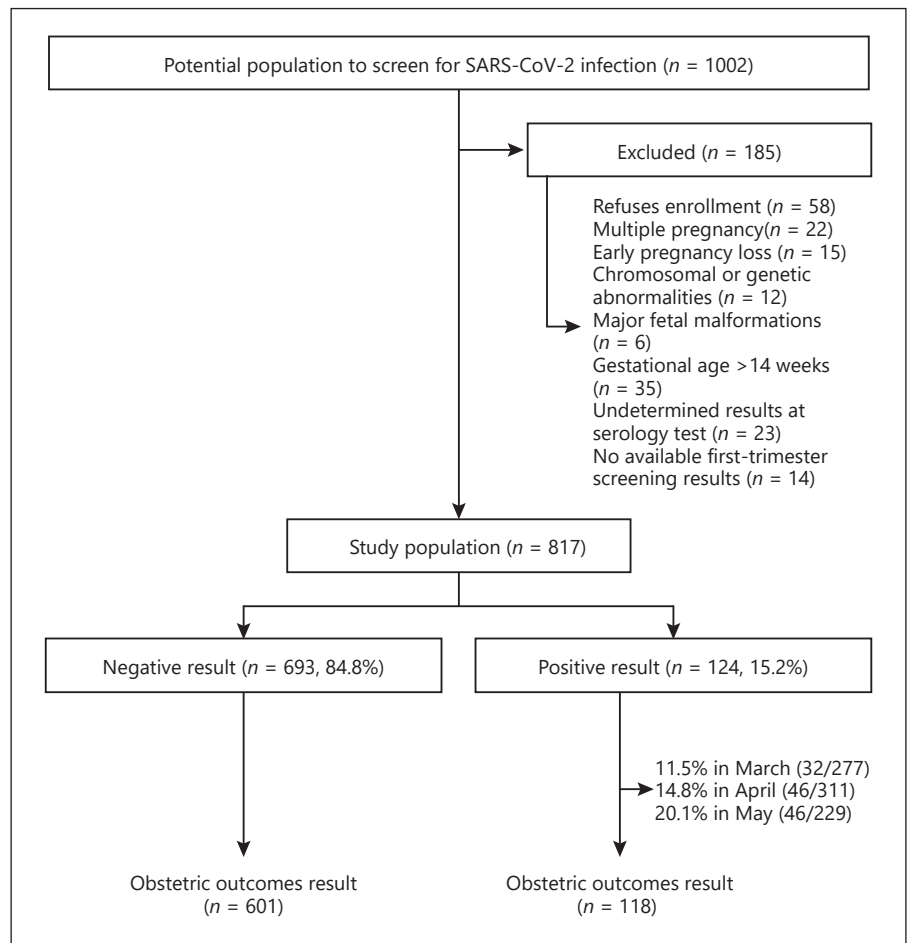 Potential population to screen for SARS-CoV-2 infection (n = 1002)
Excluded (n = 185)
Refuses enrollment (n = 58)
Multiple pregnancy(n = 22)
Early pregnancy loss (n = 15)
Chromosomal or genetic
abnormalities (n = 12)
Major fetal malformations
(n = 6)
Gestational age >14 weeks
(n = 35)
Undetermined results at
serology test (n = 23)
No available first-trimester
screening results (n = 14)
Study population (n = 817)
Negative result (n = 693, 84.8%)
Positive result (n = 124, 15.2%)
11.5% in March (32/277)
14.8% in April (46/311)
20.1% in May (46/229)
Obstetric outcomes result
(n = 601)
Obstetric outcomes result
(n = 118)